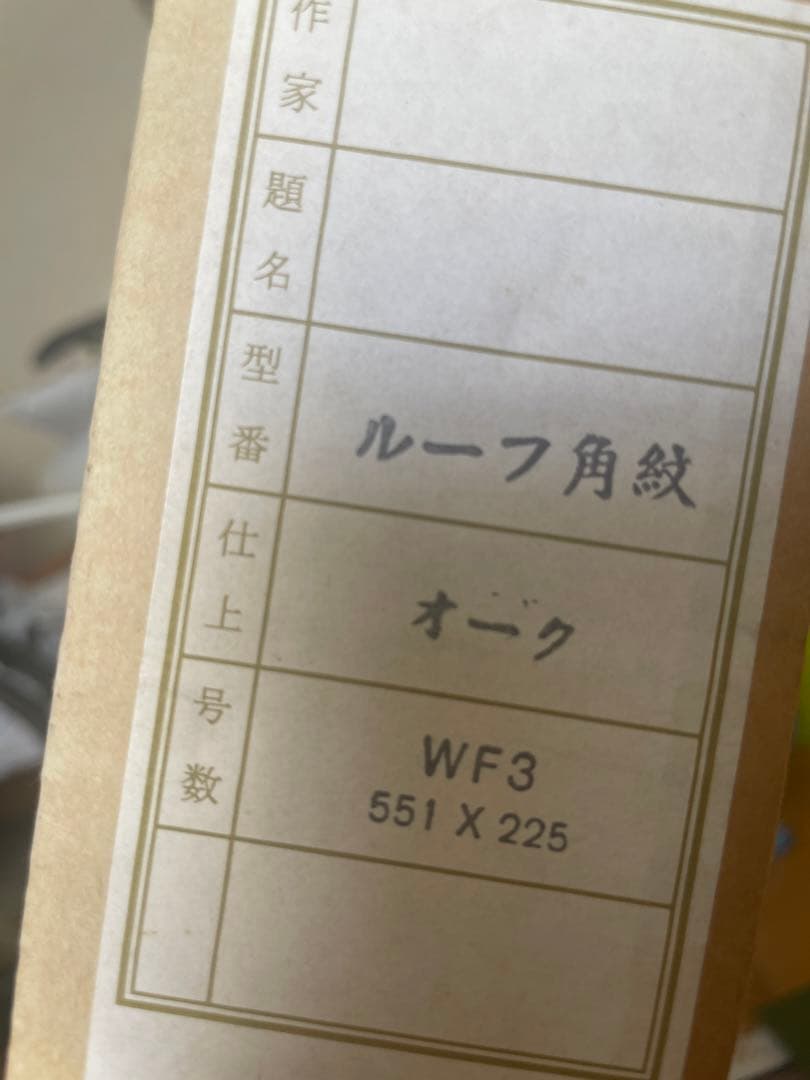 作家
題名
型番 ルーフ角紋
仕上 オーク
号数 WF3
551 X 225